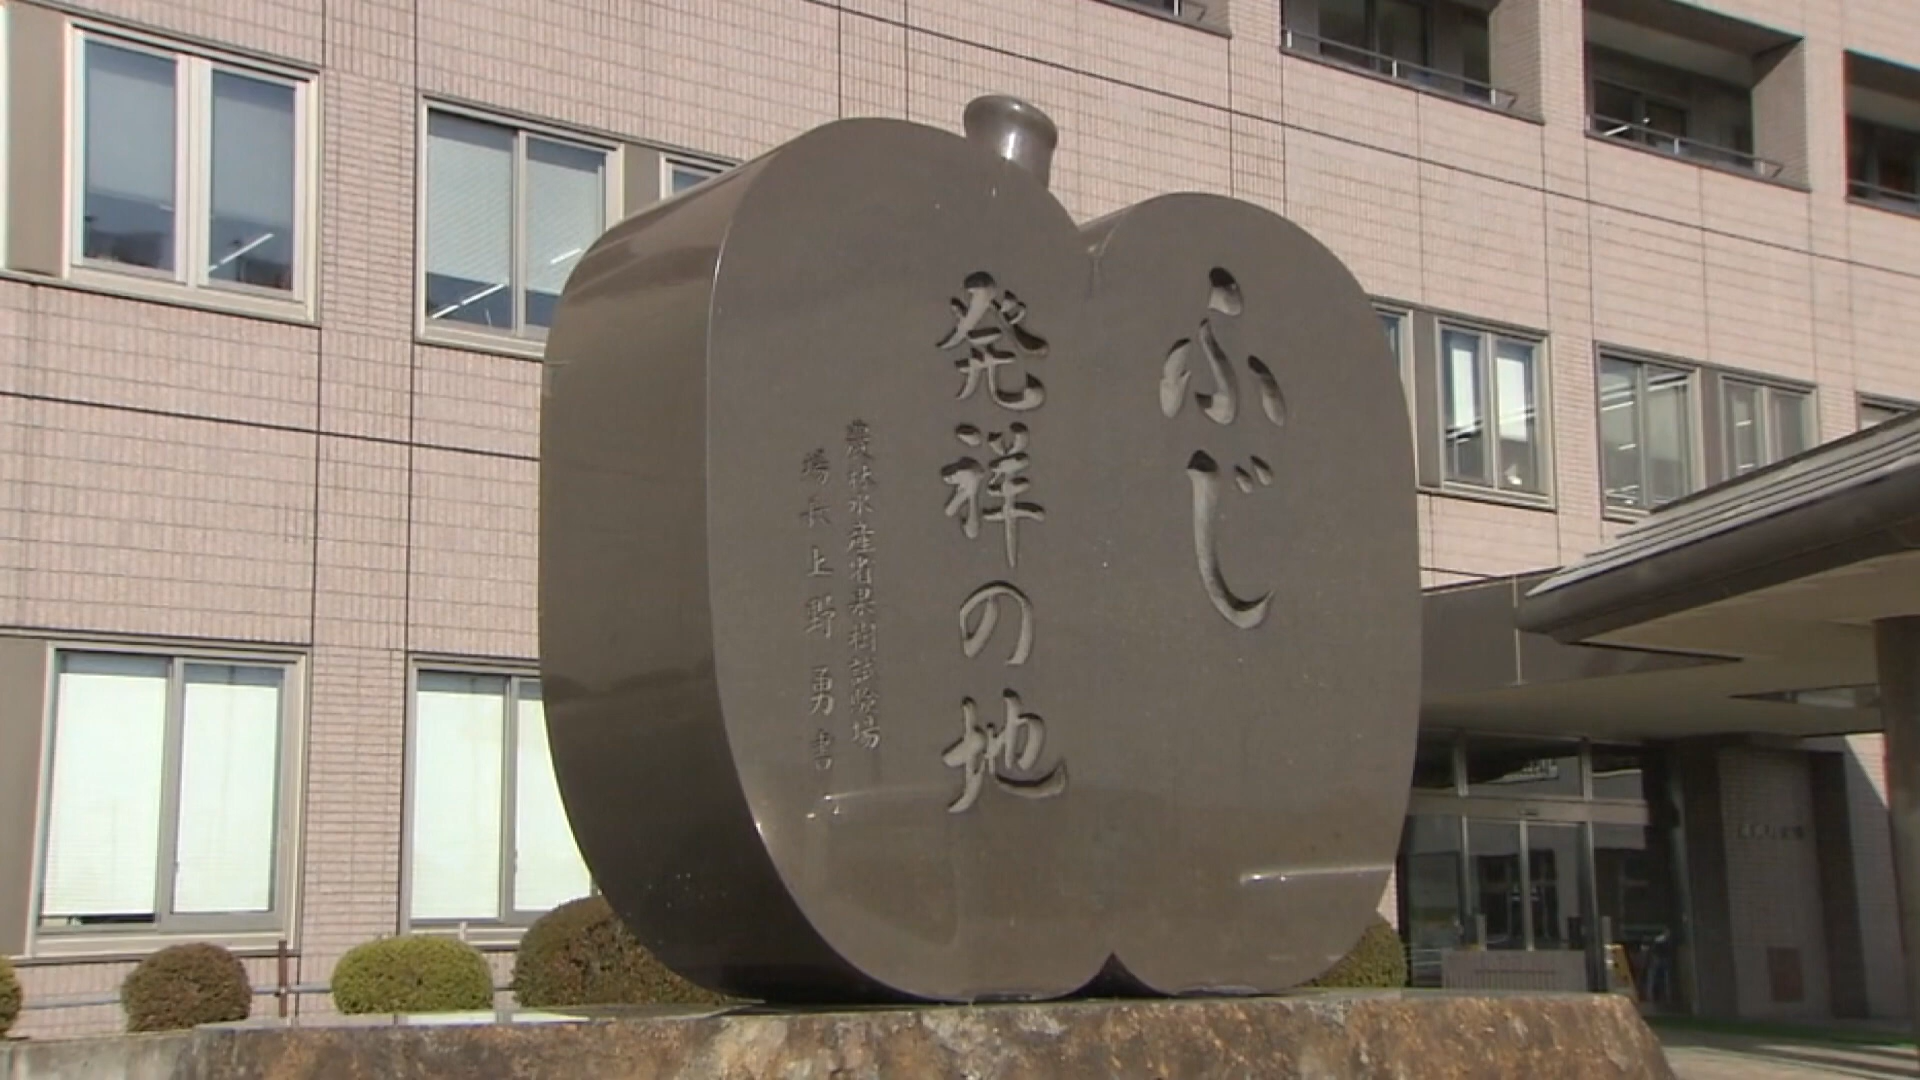 ふじ
発祥の地
農林水産省果樹試験場
場長上野勇書